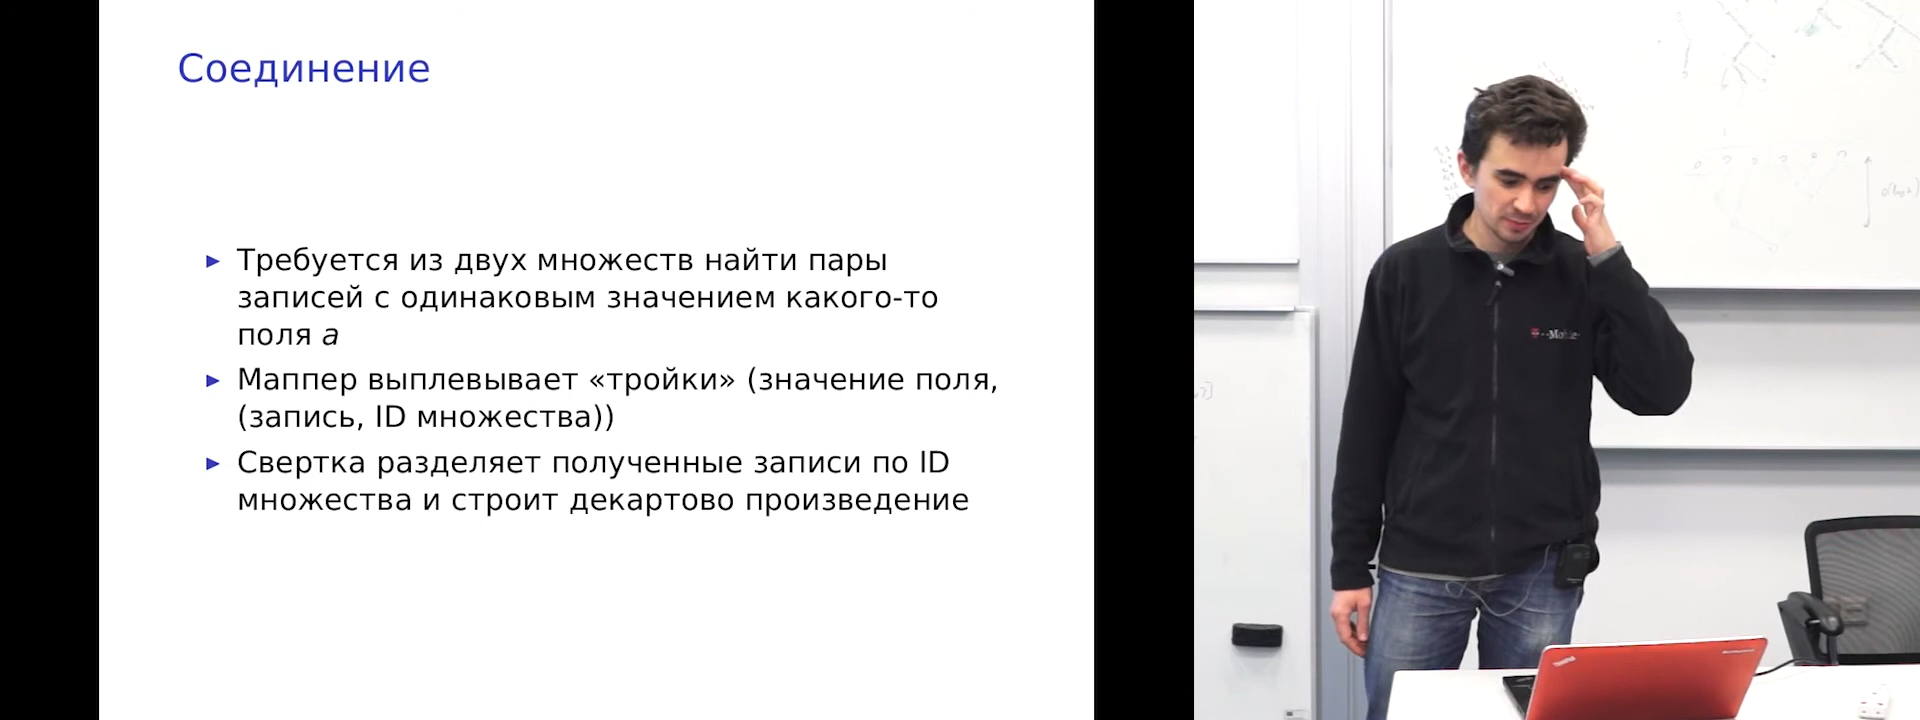 Соединение
▸ Требуется из двух множеств найти пары
записей с одинаковым значением какого-то
поля a
▸ Маппер выплевывает «тройки» (значение поля,
(запись, ID множества))
▸ Свертка разделяет полученные записи по ID
множества и строит декартово произведение